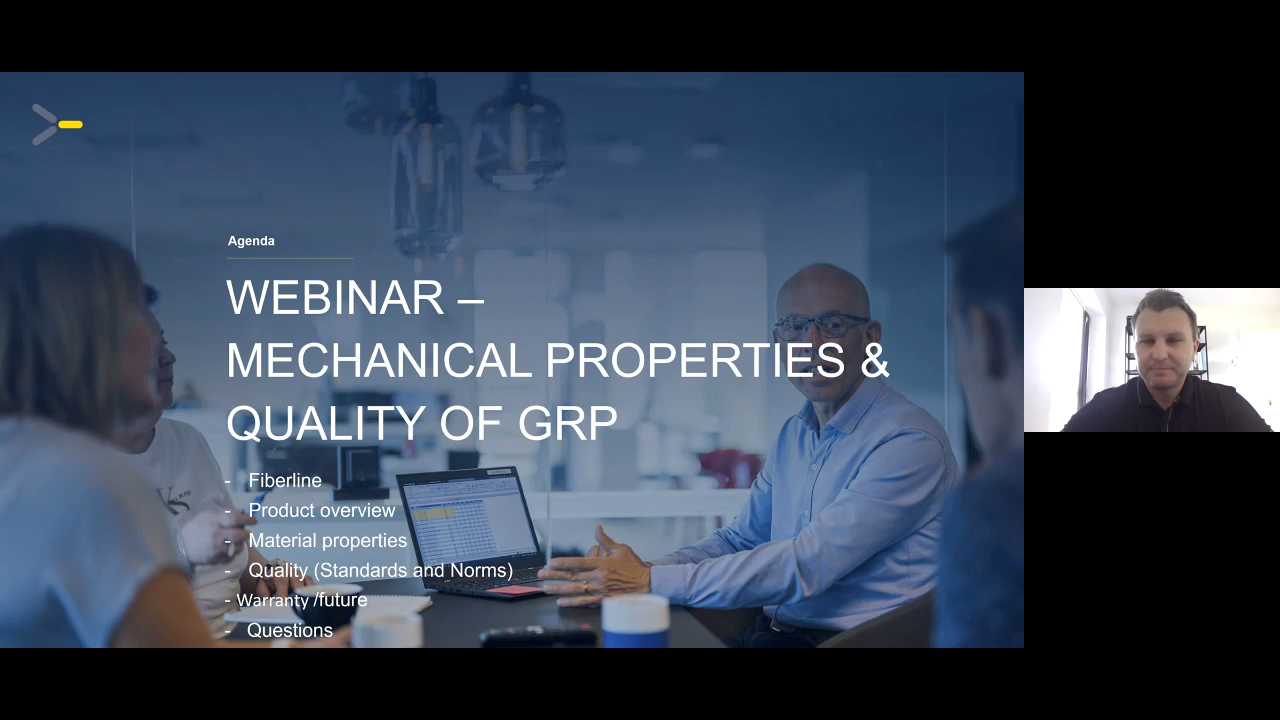 Agenda
WEBINAR –
MECHANICAL PROPERTIES &
QUALITY OF GRP
- Fiberline
- Product overview
- Material properties
- Quality (Standards and Norms)
- Warranty /future
- Questions